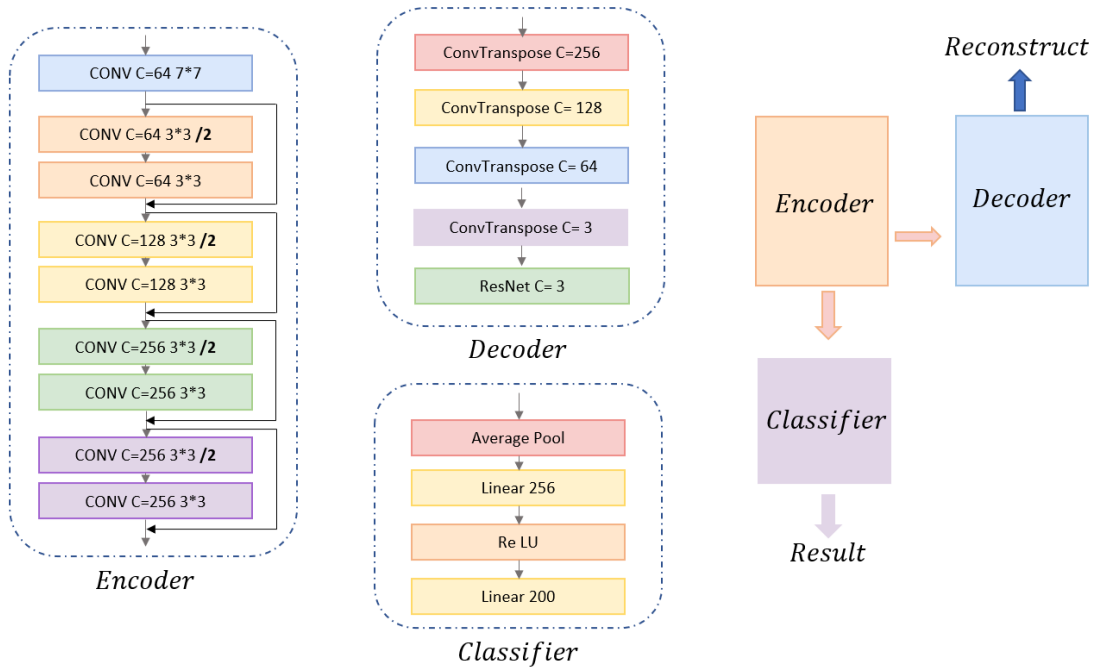 CONV C=64 7*7
CONV C=64 3*3 /2
CONV C=64 3*3
CONV C=128 3*3 /2
CONV C=128 3*3
CONV C=256 3*3 /2
CONV C=256 3*3
CONV C=256 3*3 /2
CONV C=256 3*3
Encoder
ConvTranspose C=256
ConvTranspose C= 128
ConvTranspose C= 64
ConvTranspose C= 3
ResNet C= 3
Decoder
Average Pool
Linear 256
Re LU
Linear 200
Classifier
Reconstruct
Encoder
Decoder
Classifier
Result